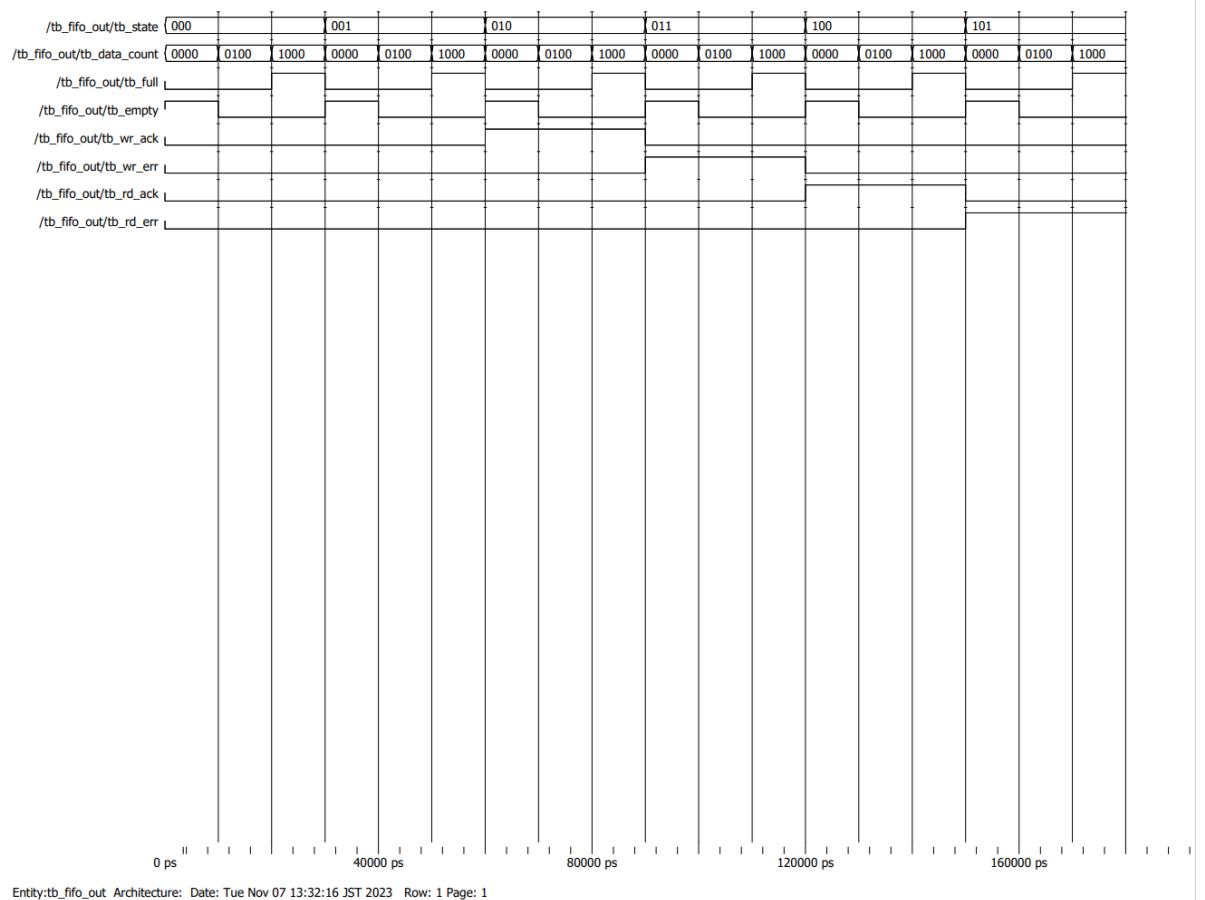 /tb_fifo_out/tb_state 000 001 010 011 100 101
/tb_fifo_out/tb_data_count 0000 0100 1000 0000 0100 1000 0000 0100 1000 0000 0100 1000 0000 0100 1000 0000 0100 1000
/tb_fifo_out/tb_full
/tb_fifo_out/tb_empty
/tb_fifo_out/tb_wr_ack
/tb_fifo_out/tb_wr_err
/tb_fifo_out/tb_rd_ack
/tb_fifo_out/tb_rd_err
0 ps 40000 ps 80000 ps 120000 ps 160000 ps
Entity:tb_fifo_out Architecture: Date: Tue Nov 07 13:32:16 JST 2023 Row: 1 Page: 1